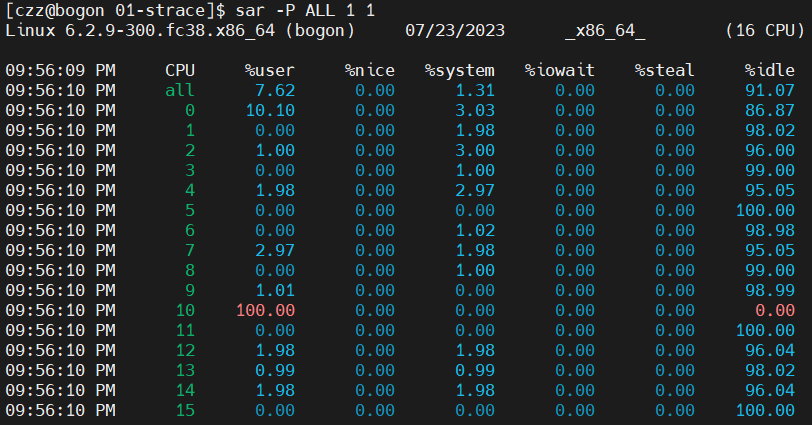 [czz@bogon 01-strace]$ sar -P ALL 1 1
Linux 6.2.9-300.fc38.x86_64 (bogon) 07/23/2023 _x86_64_ (16 CPU)
09:56:09 PM CPU %user %nice %system %iowait %steal %idle
09:56:10 PM all 7.62 0.00 1.31 0.00 0.00 91.07
09:56:10 PM 0 10.10 0.00 3.03 0.00 0.00 86.87
09:56:10 PM 1 0.00 0.00 1.98 0.00 0.00 98.02
09:56:10 PM 2 1.00 0.00 3.00 0.00 0.00 96.00
09:56:10 PM 3 0.00 0.00 1.00 0.00 0.00 99.00
09:56:10 PM 4 1.98 0.00 2.97 0.00 0.00 95.05
09:56:10 PM 5 0.00 0.00 0.00 0.00 0.00 100.00
09:56:10 PM 6 0.00 0.00 1.02 0.00 0.00 98.98
09:56:10 PM 7 2.97 0.00 1.98 0.00 0.00 95.05
09:56:10 PM 8 0.00 0.00 1.00 0.00 0.00 99.00
09:56:10 PM 9 1.01 0.00 0.00 0.00 0.00 98.99
09:56:10 PM 10 100.00 0.00 0.00 0.00 0.00 0.00
09:56:10 PM 11 0.00 0.00 0.00 0.00 0.00 100.00
09:56:10 PM 12 1.98 0.00 1.98 0.00 0.00 96.04
09:56:10 PM 13 0.99 0.00 0.99 0.00 0.00 98.02
09:56:10 PM 14 1.98 0.00 1.98 0.00 0.00 96.04
09:56:10 PM 15 0.00 0.00 0.00 0.00 0.00 100.00